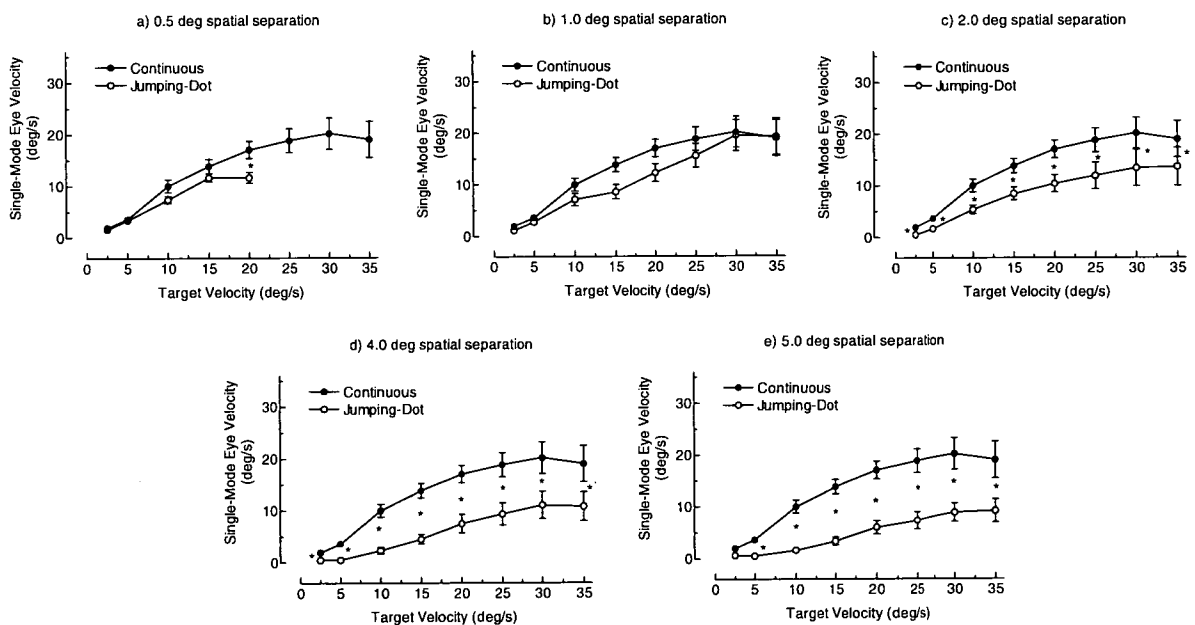 a) 0.5 deg spatial separation
Single-Mode Eye Velocity
(deg/s)
Continuous
Jumping-Dot
30
20
10
0
0 5 10 15 20 25 30 35
Target Velocity (deg/s)
b) 1.0 deg spatial separation
Single-Mode Eye Velocity
(deg/s)
Continuous
Jumping-Dot
30
20
10
0
0 5 10 15 20 25 30 35
Target Velocity (deg/s)
c) 2.0 deg spatial separation
Single-Mode Eye Velocity
(deg/s)
Continuous
Jumping-Dot
30
20
10
0
0 5 10 15 20 25 30 35
Target Velocity (deg/s)
d) 4.0 deg spatial separation
Single-Mode Eye Velocity
(deg/s)
Continuous
Jumping-Dot
30
20
10
0
0 5 10 15 20 25 30 35
Target Velocity (deg/s)
e) 5.0 deg spatial separation
Single-Mode Eye Velocity
(deg/s)
Continuous
Jumping-Dot
30
20
10
0
0 5 10 15 20 25 30 35
Target Velocity (deg/s)